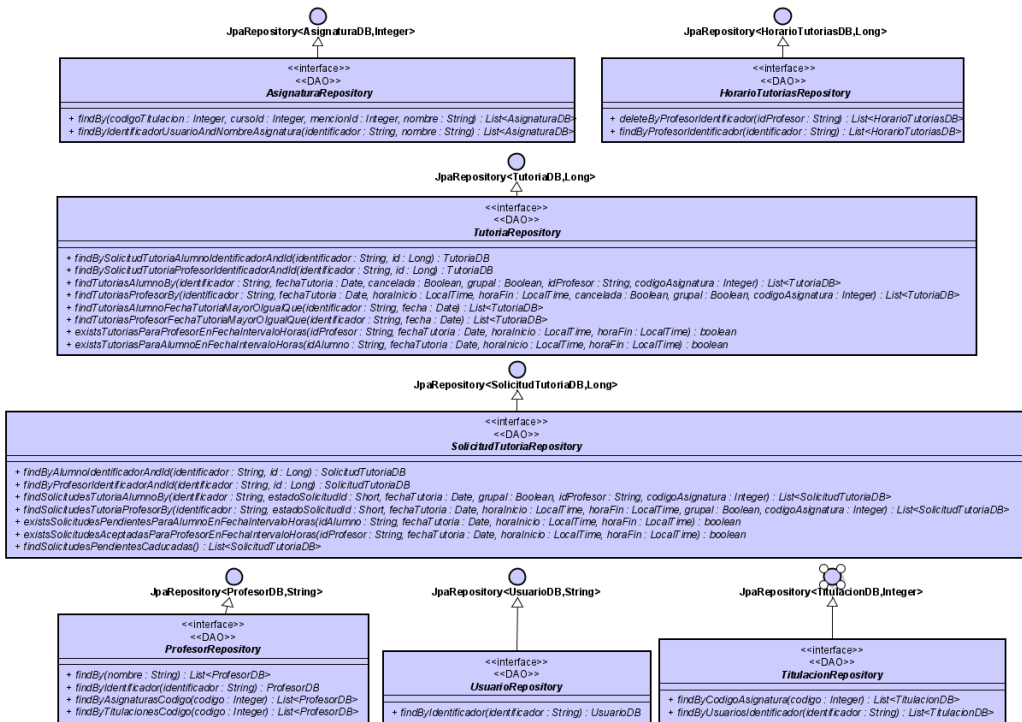 JpaRepository<AsignaturaDB,Integer>
<<interface>>
<<DAO>>
AsignaturaRepository
+ findBy(codigoTitulacion : Integer, cursoId : Integer, mencionId : Integer, nombre : String) : List<AsignaturaDB>
+ findByIdentificadorUsuarioAndNombreAsignatura(identificador : String, nombre : String) : List<AsignaturaDB>
JpaRepository<HorarioTutoriasDB,Long>
<<interface>>
<<DAO>>
HorarioTutoriasRepository
+ deleteByProfesorIdentificador(idProfesor : String) : List<HorarioTutoriasDB>
+ findByProfesorIdentificador(identificador : String) : List<HorarioTutoriasDB>
JpaRepository<TutoriaDB,Long>
<<interface>>
<<DAO>>
TutoriaRepository
+ findBySolicitudTutoriaAlumnoIdentificadorAndId(identificador : String, id : Long) : TutoriaDB
+ findBySolicitudTutoriaProfesorIdentificadorAndId(identificador : String, id : Long) : TutoriaDB
+ findTutoriasAlumnoBy(identificador : String, fechaTutoria : Date, cancelada : Boolean, grupal : Boolean, idProfesor : String, codigoAsignatura : Integer) : List<TutoriaDB>
+ findTutoriasProfesorBy(identificador : String, fechaTutoria : Date, horaInicio : LocalTime, horaFin : LocalTime, cancelada : Boolean, grupal : Boolean, codigoAsignatura : Integer) : List<TutoriaDB>
+ findTutoriasAlumnoFechaTutoriaMayorOIgualQue(identificador : String, fecha : Date) : List<TutoriaDB>
+ findTutoriasProfesorFechaTutoriaMayorOIgualQue(identificador : String, fecha : Date) : List<TutoriaDB>
+ existsTutoriasParaProfesorEnFechaIntervaloHoras(idProfesor : String, fechaTutoria : Date, horaInicio : LocalTime, horaFin : LocalTime) : boolean
+ existsTutoriasParaAlumnoEnFechaIntervaloHoras(idAlumno : String, fechaTutoria : Date, horaInicio : LocalTime, horaFin : LocalTime) : boolean
JpaRepository<SolicitudTutoriaDB,Long>
<<interface>>
<<DAO>>
SolicitudTutoriaRepository
+ findByAlumnoIdentificadorAndId(identificador : String, id : Long) : SolicitudTutoriaDB
+ findByProfesorIdentificadorAndId(identificador : String, id : Long) : SolicitudTutoriaDB
+ findSolicitudesTutoriaAlumnoBy(identificador : String, estadoSolicitudId : Short, fechaTutoria : Date, grupal : Boolean, idProfesor : String, codigoAsignatura : Integer) : List<SolicitudTutoriaDB>
+ findSolicitudesTutoriaProfesorBy(identificador : String, estadoSolicitudId : Short, fechaTutoria : Date, horaInicio : LocalTime, horaFin : LocalTime, grupal : Boolean, codigoAsignatura : Integer) : List<SolicitudTutoriaDB>
+ existsSolicitudesPendientesParaAlumnoEnFechaIntervaloHoras(idAlumno : String, fechaTutoria : Date, horaInicio : LocalTime, horaFin : LocalTime) : boolean
+ existsSolicitudesAceptadasParaProfesorEnFechaIntervaloHoras(idProfesor : String, fechaTutoria : Date, horaInicio : LocalTime, horaFin : LocalTime) : boolean
+ findSolicitudesPendientesCaducadas() : List<SolicitudTutoriaDB>
JpaRepository<ProfesorDB,String>
<<interface>>
<<DAO>>
ProfesorRepository
+ findBy(nombre : String) : List<ProfesorDB>
+ findByIdentificador(identificador : String) : ProfesorDB
+ findByAsignaturasCodigo(codigo : Integer) : List<ProfesorDB>
+ findByTitulacionesCodigo(codigo : Integer) : List<ProfesorDB>
JpaRepository<UsuarioDB,String>
<<interface>>
<<DAO>>
UsuarioRepository
+ findByIdentificador(identificador : String) : UsuarioDB
JpaRepository<TitulacionDB,Integer>
<<interface>>
<<DAO>>
TitulacionRepository
+ findByCodigoAsignatura(codigo : Integer) : List<TitulacionDB>
+ findByUsuariosIdentificador(identificador : String) : List<TitulacionDB>